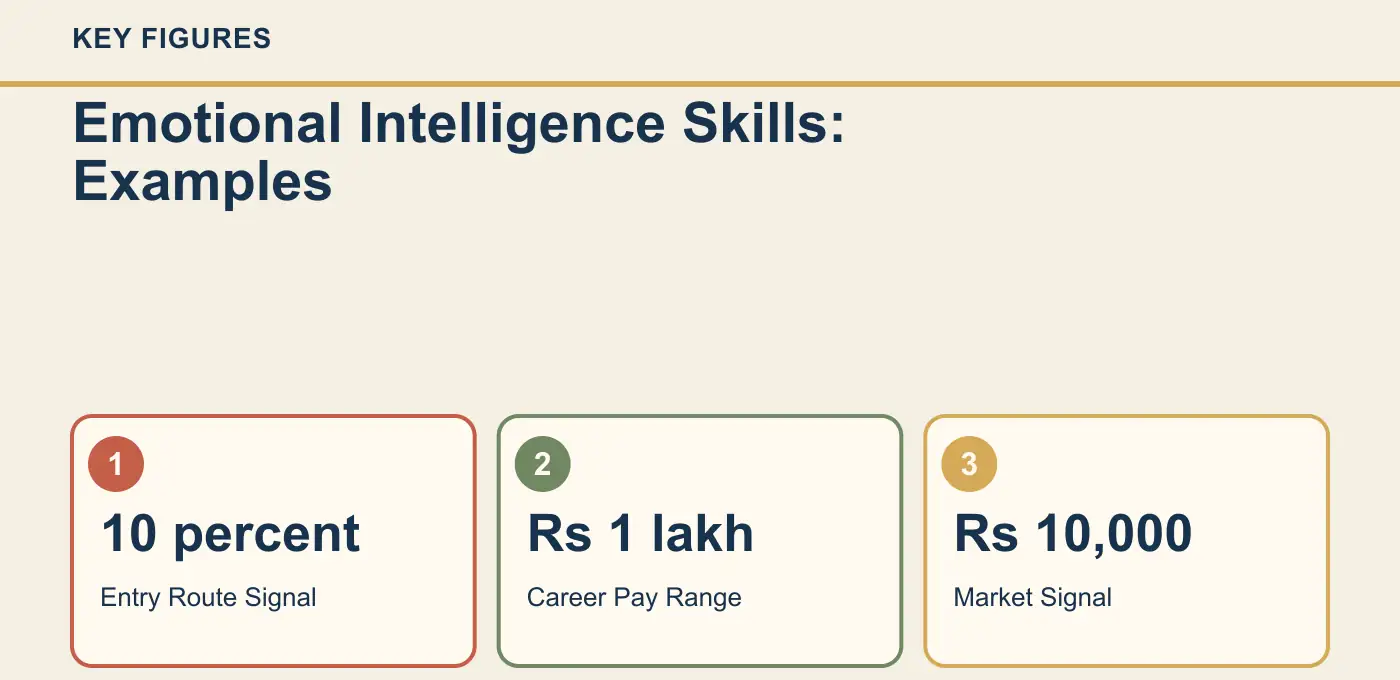 KEY FIGURES
Emotional Intelligence Skills:
Examples
1
10 percent
Entry Route Signal
2
Rs 1 lakh
Career Pay Range
3
Rs 10,000
Market Signal